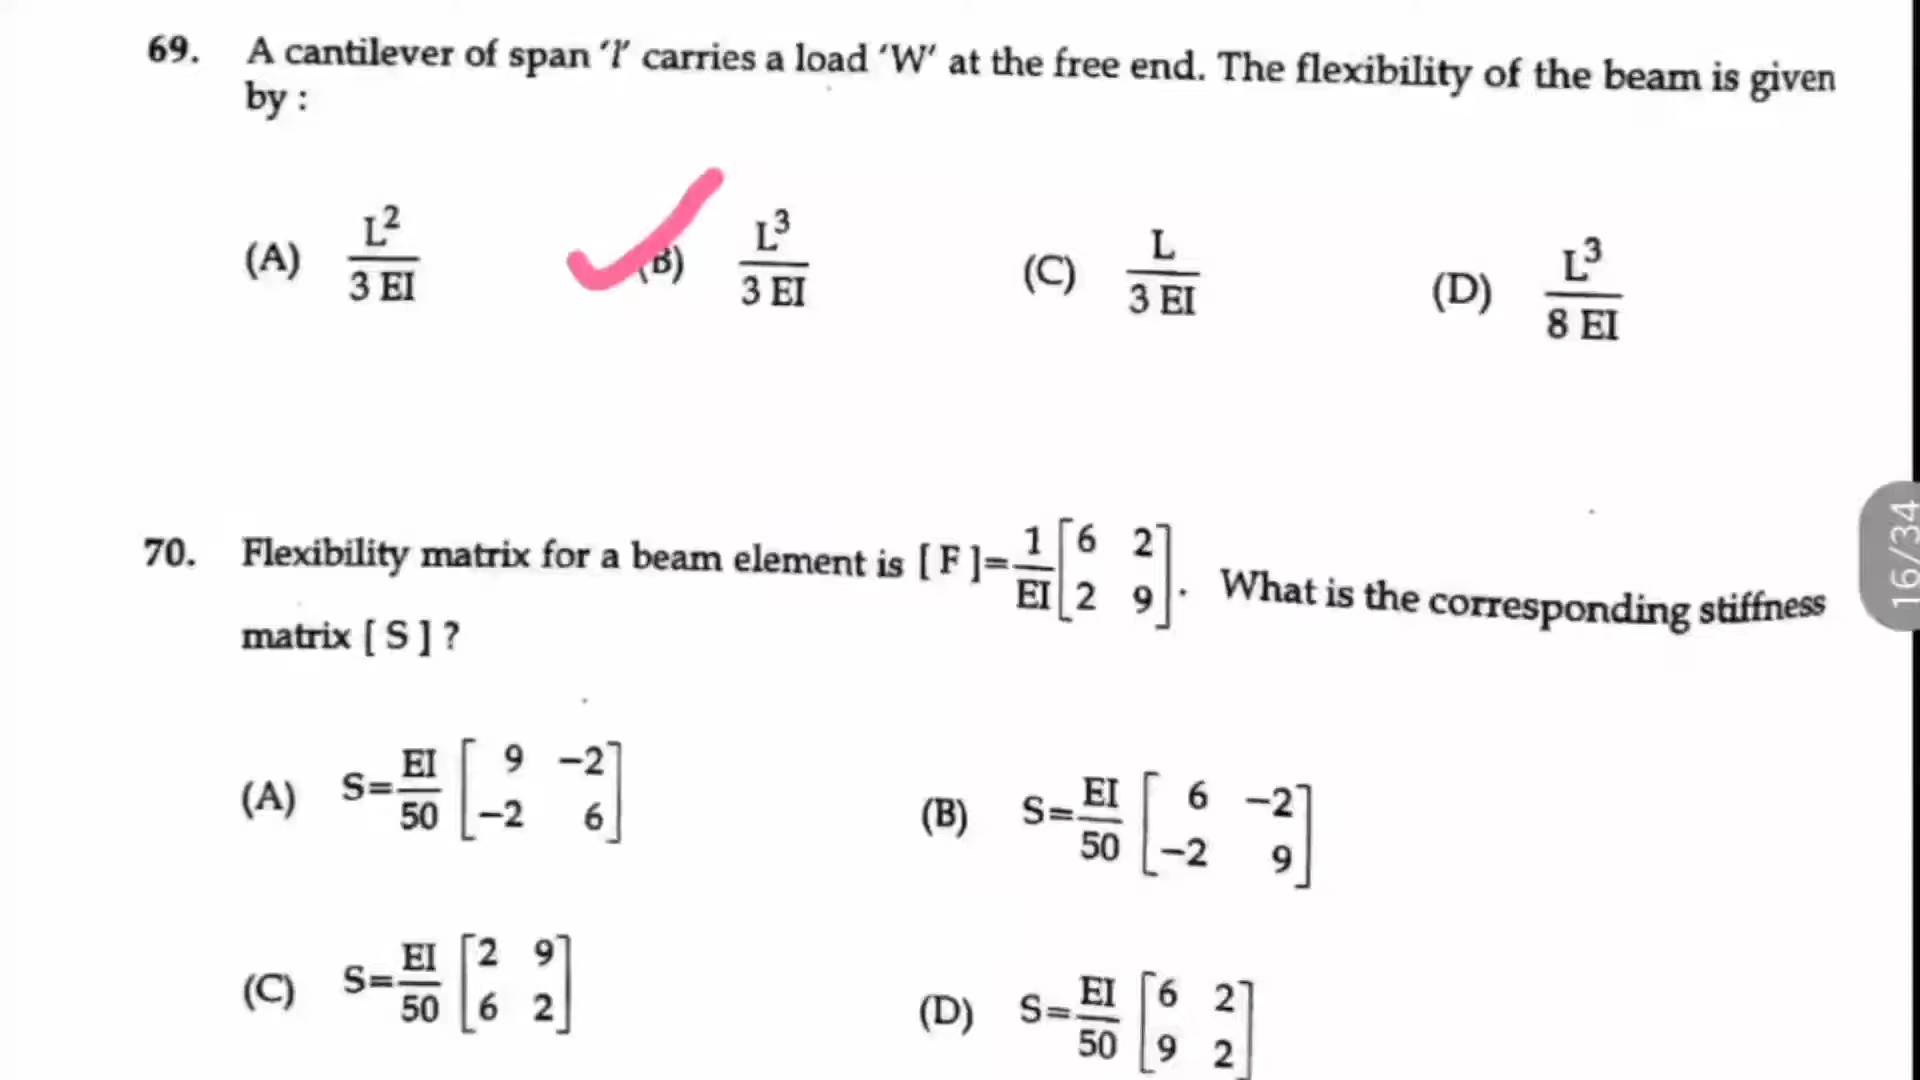 69. A cantilever of span 'l' carries a load 'W' at the free end. The flexibility of the beam is given
by :
(A) L²/3 EI (B) L³/3 EI (C) L/3 EI (D) L³/8 EI
70. Flexibility matrix for a beam element is [ F ]=1/EI [6 2; 2 9]. What is the corresponding stiffness
matrix [ S ] ?
(A) S=EI/50 [9 −2; −2 6] (B) S=EI/50 [6 −2; −2 9]
(C) S=EI/50 [2 9; 6 2] (D) S=EI/50 [6 2; 9 2]
16/34